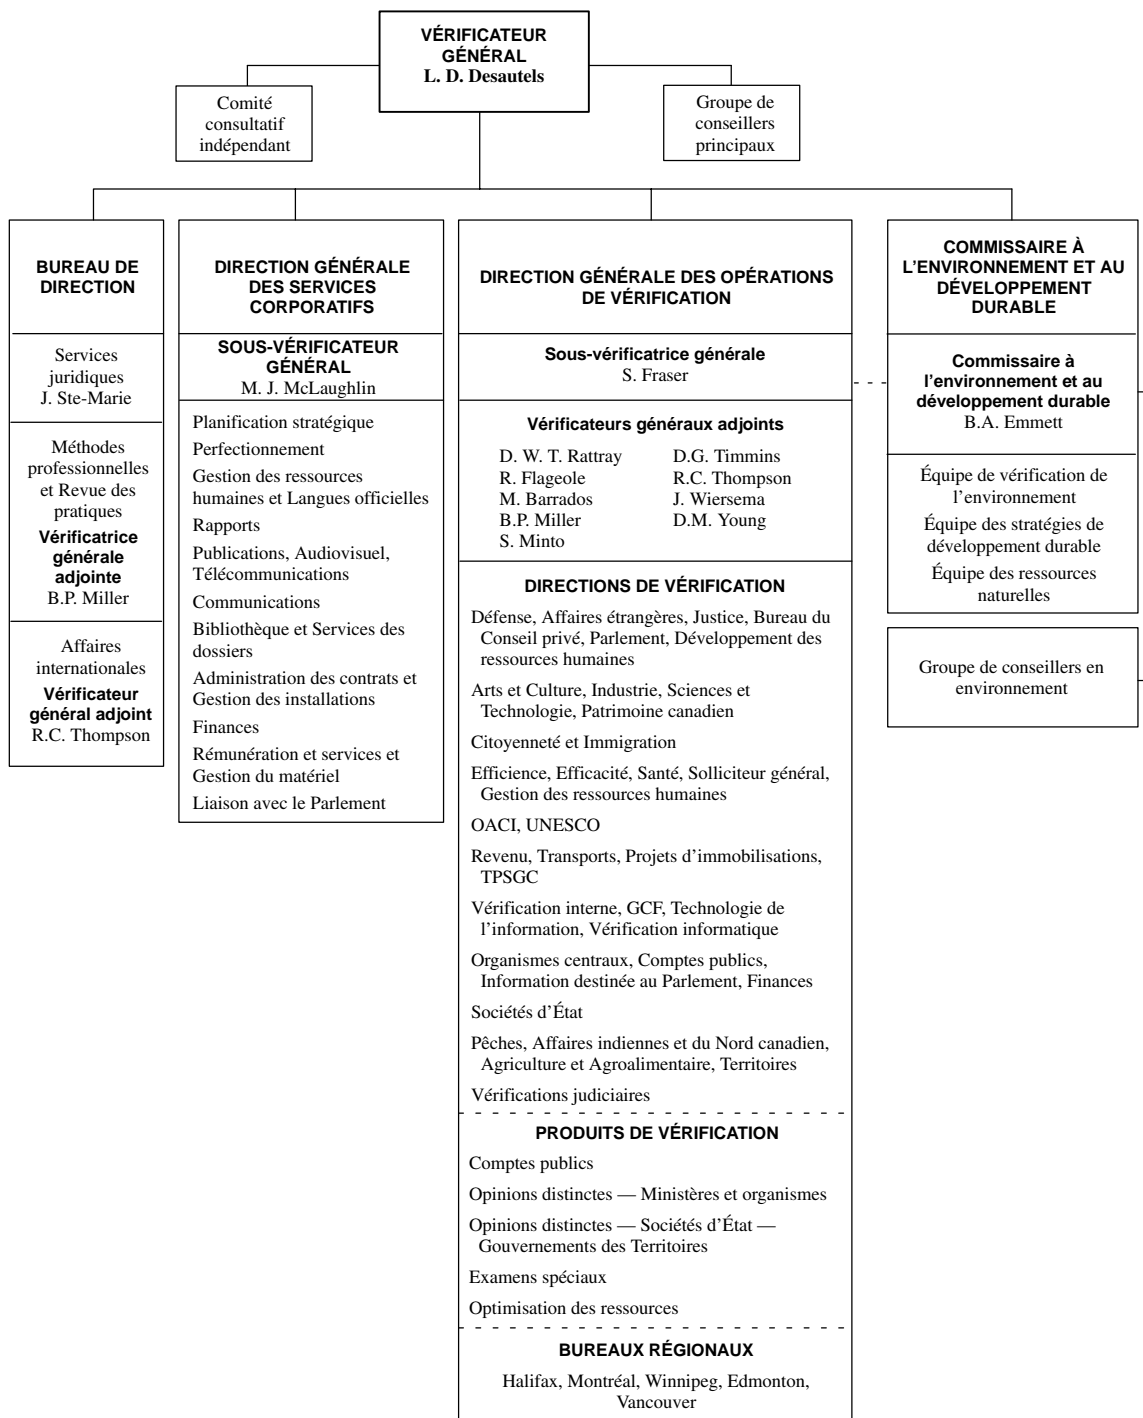 VÉRIFICATEUR
GÉNÉRAL
L. D. Desautels
Comité
consultatif
indépendant
Groupe de
conseillers
principaux
BUREAU DE
DIRECTION
Services
juridiques
J. Ste-Marie
Méthodes
professionnelles
et Revue des
pratiques
Vérificatrice
générale
adjointe
B.P. Miller
Affaires
internationales
Vérificateur
général adjoint
R.C. Thompson
DIRECTION GÉNÉRALE
DES SERVICES
CORPORATIFS
SOUS-VÉRIFICATEUR
GÉNÉRAL
M. J. McLaughlin
Planification stratégique
Perfectionnement
Gestion des ressources
humaines et Langues officielles
Rapports
Publications, Audiovisuel,
Télécommunications
Communications
Bibliothèque et Services des
dossiers
Administration des contrats et
Gestion des installations
Finances
Rémunération et services et
Gestion du matériel
Liaison avec le Parlement
DIRECTION GÉNÉRALE DES OPÉRATIONS
DE VÉRIFICATION
Sous-vérificatrice générale
S. Fraser
Vérificateurs généraux adjoints
D. W. T. Rattray
R. Flageole
M. Barrados
B.P. Miller
S. Minto
D.G. Timmins
R.C. Thompson
J. Wiersema
D.M. Young
DIRECTIONS DE VÉRIFICATION
Défense, Affaires étrangères, Justice, Bureau du
Conseil privé, Parlement, Développement des
ressources humaines
Arts et Culture, Industrie, Sciences et
Technologie, Patrimoine canadien
Citoyenneté et Immigration
Efficience, Efficacité, Santé, Solliciteur général,
Gestion des ressources humaines
OACI, UNESCO
Revenu, Transports, Projets d'immobilisations,
TPSGC
Vérification interne, GCF, Technologie de
l'information, Vérification informatique
Organismes centraux, Comptes publics,
Information destinée au Parlement, Finances
Sociétés d'État
Pêches, Affaires indiennes et du Nord canadien,
Agriculture et Agroalimentaire, Territoires
Vérifications judiciaires
PRODUITS DE VÉRIFICATION
Comptes publics
Opinions distinctes — Ministères et organismes
Opinions distinctes — Sociétés d'État —
Gouvernements des Territoires
Examens spéciaux
Optimisation des ressources
BUREAUX RÉGIONAUX
Halifax, Montréal, Winnipeg, Edmonton,
Vancouver
COMMISSAIRE À
L'ENVIRONNEMENT ET AU
DÉVELOPPEMENT
DURABLE
Commissaire à
l'environnement et au
développement durable
B.A. Emmett
Équipe de vérification de
l'environnement
Équipe des stratégies de
développement durable
Équipe des ressources
naturelles
Groupe de conseillers en
environnement